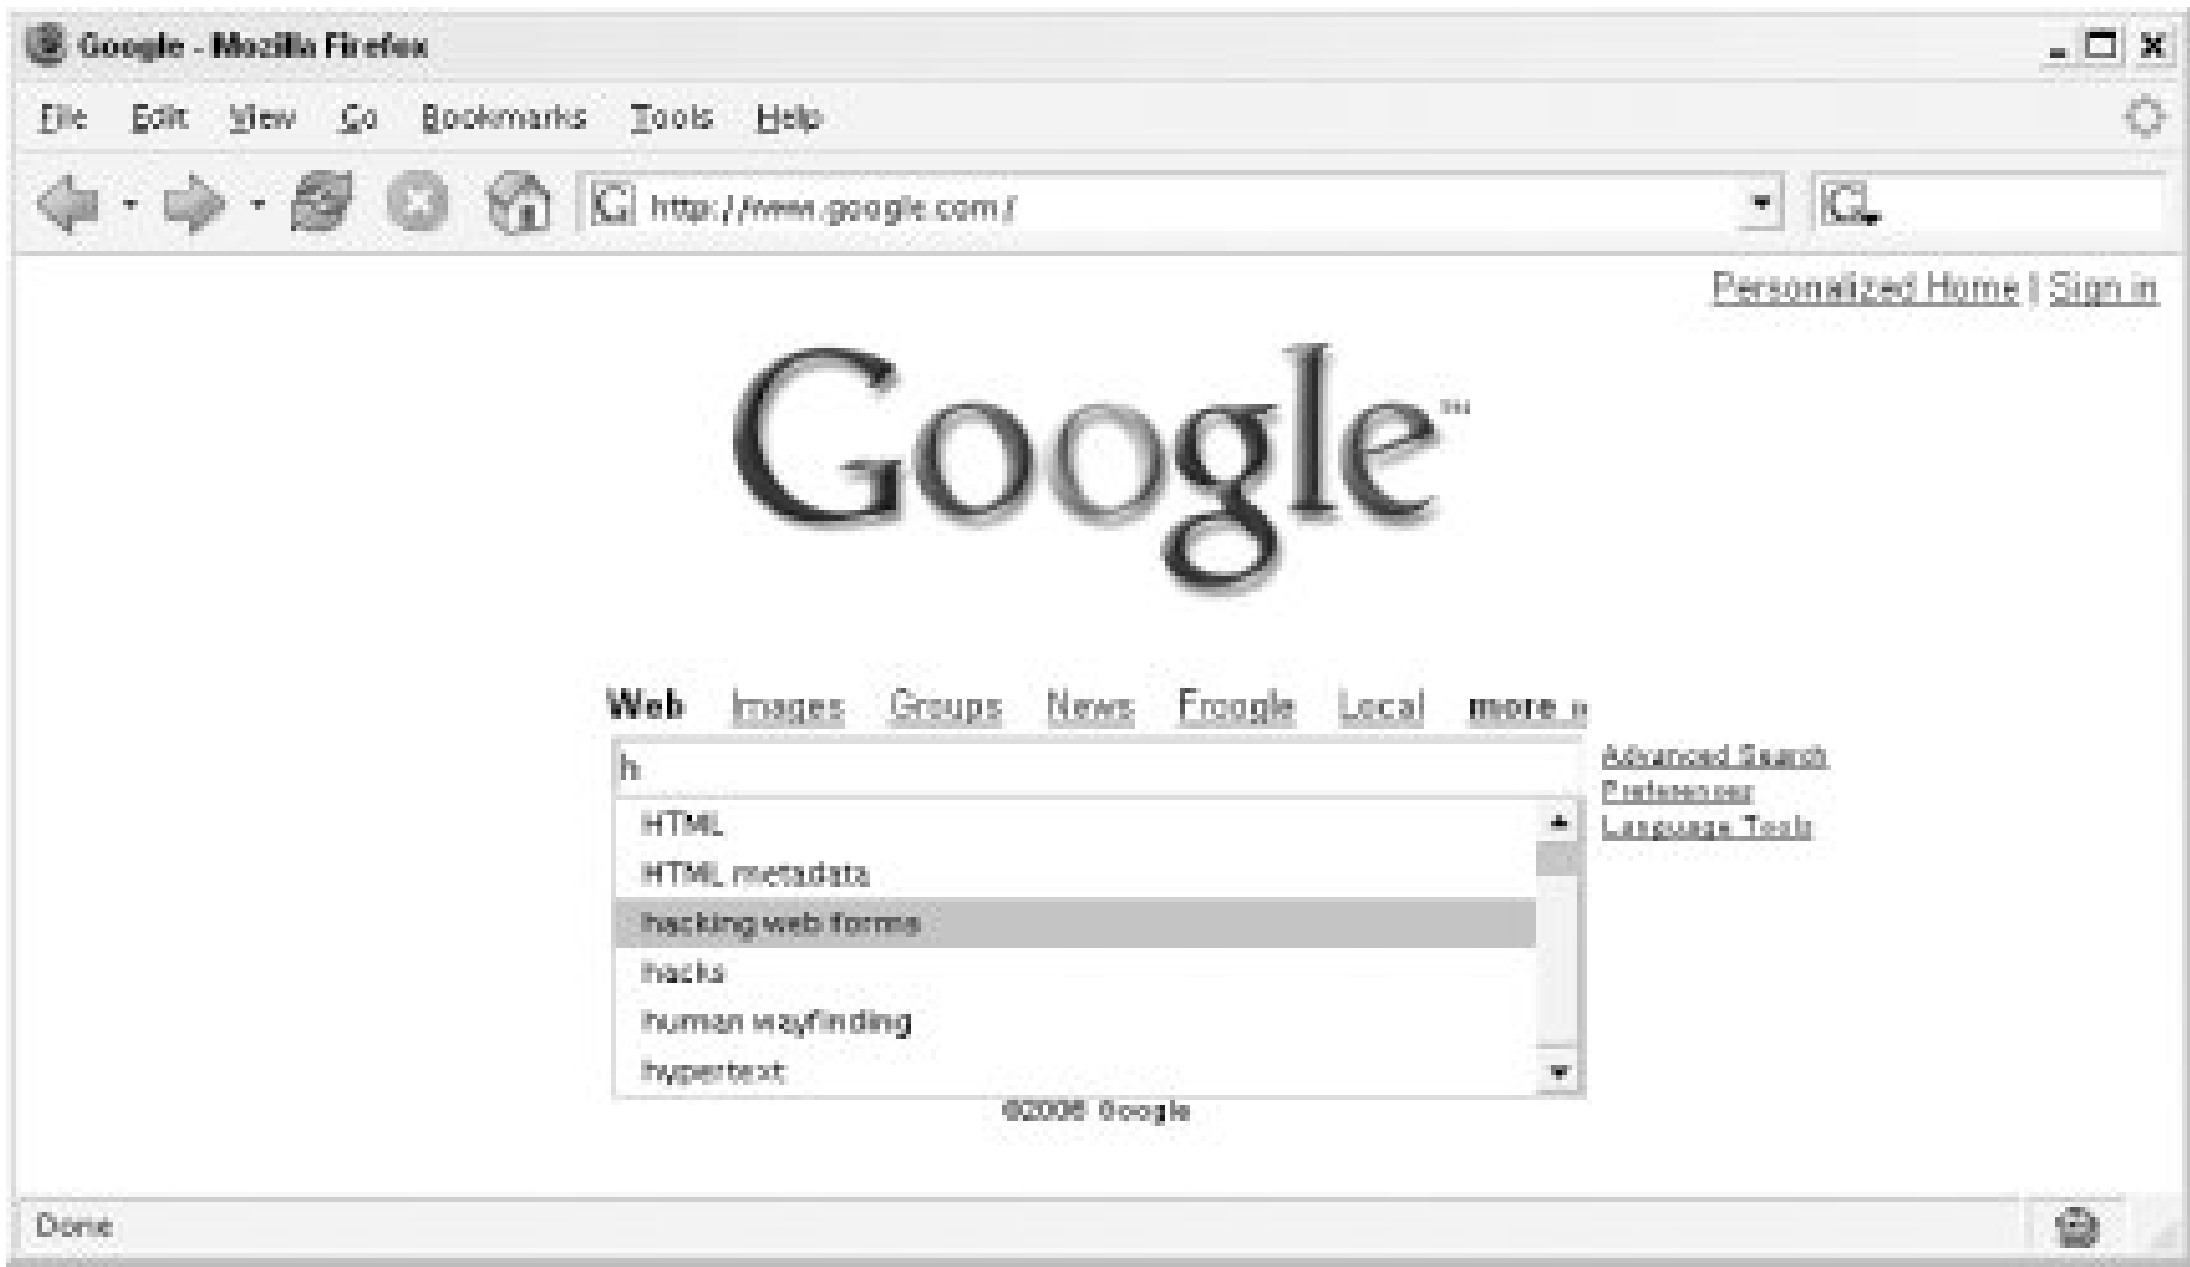 Google - Mozilla Firefox
File Edit View Go Bookmarks Tools Help
http://www.google.com/
Personalized Home | Sign in
Google™
Web Images Groups News Froogle Local more »
h
Advanced Search
Preferences
Language Tools
HTML
HTML metadata
hacking web forms
hacks
human wayfinding
hypertext
©2006 Google
Done